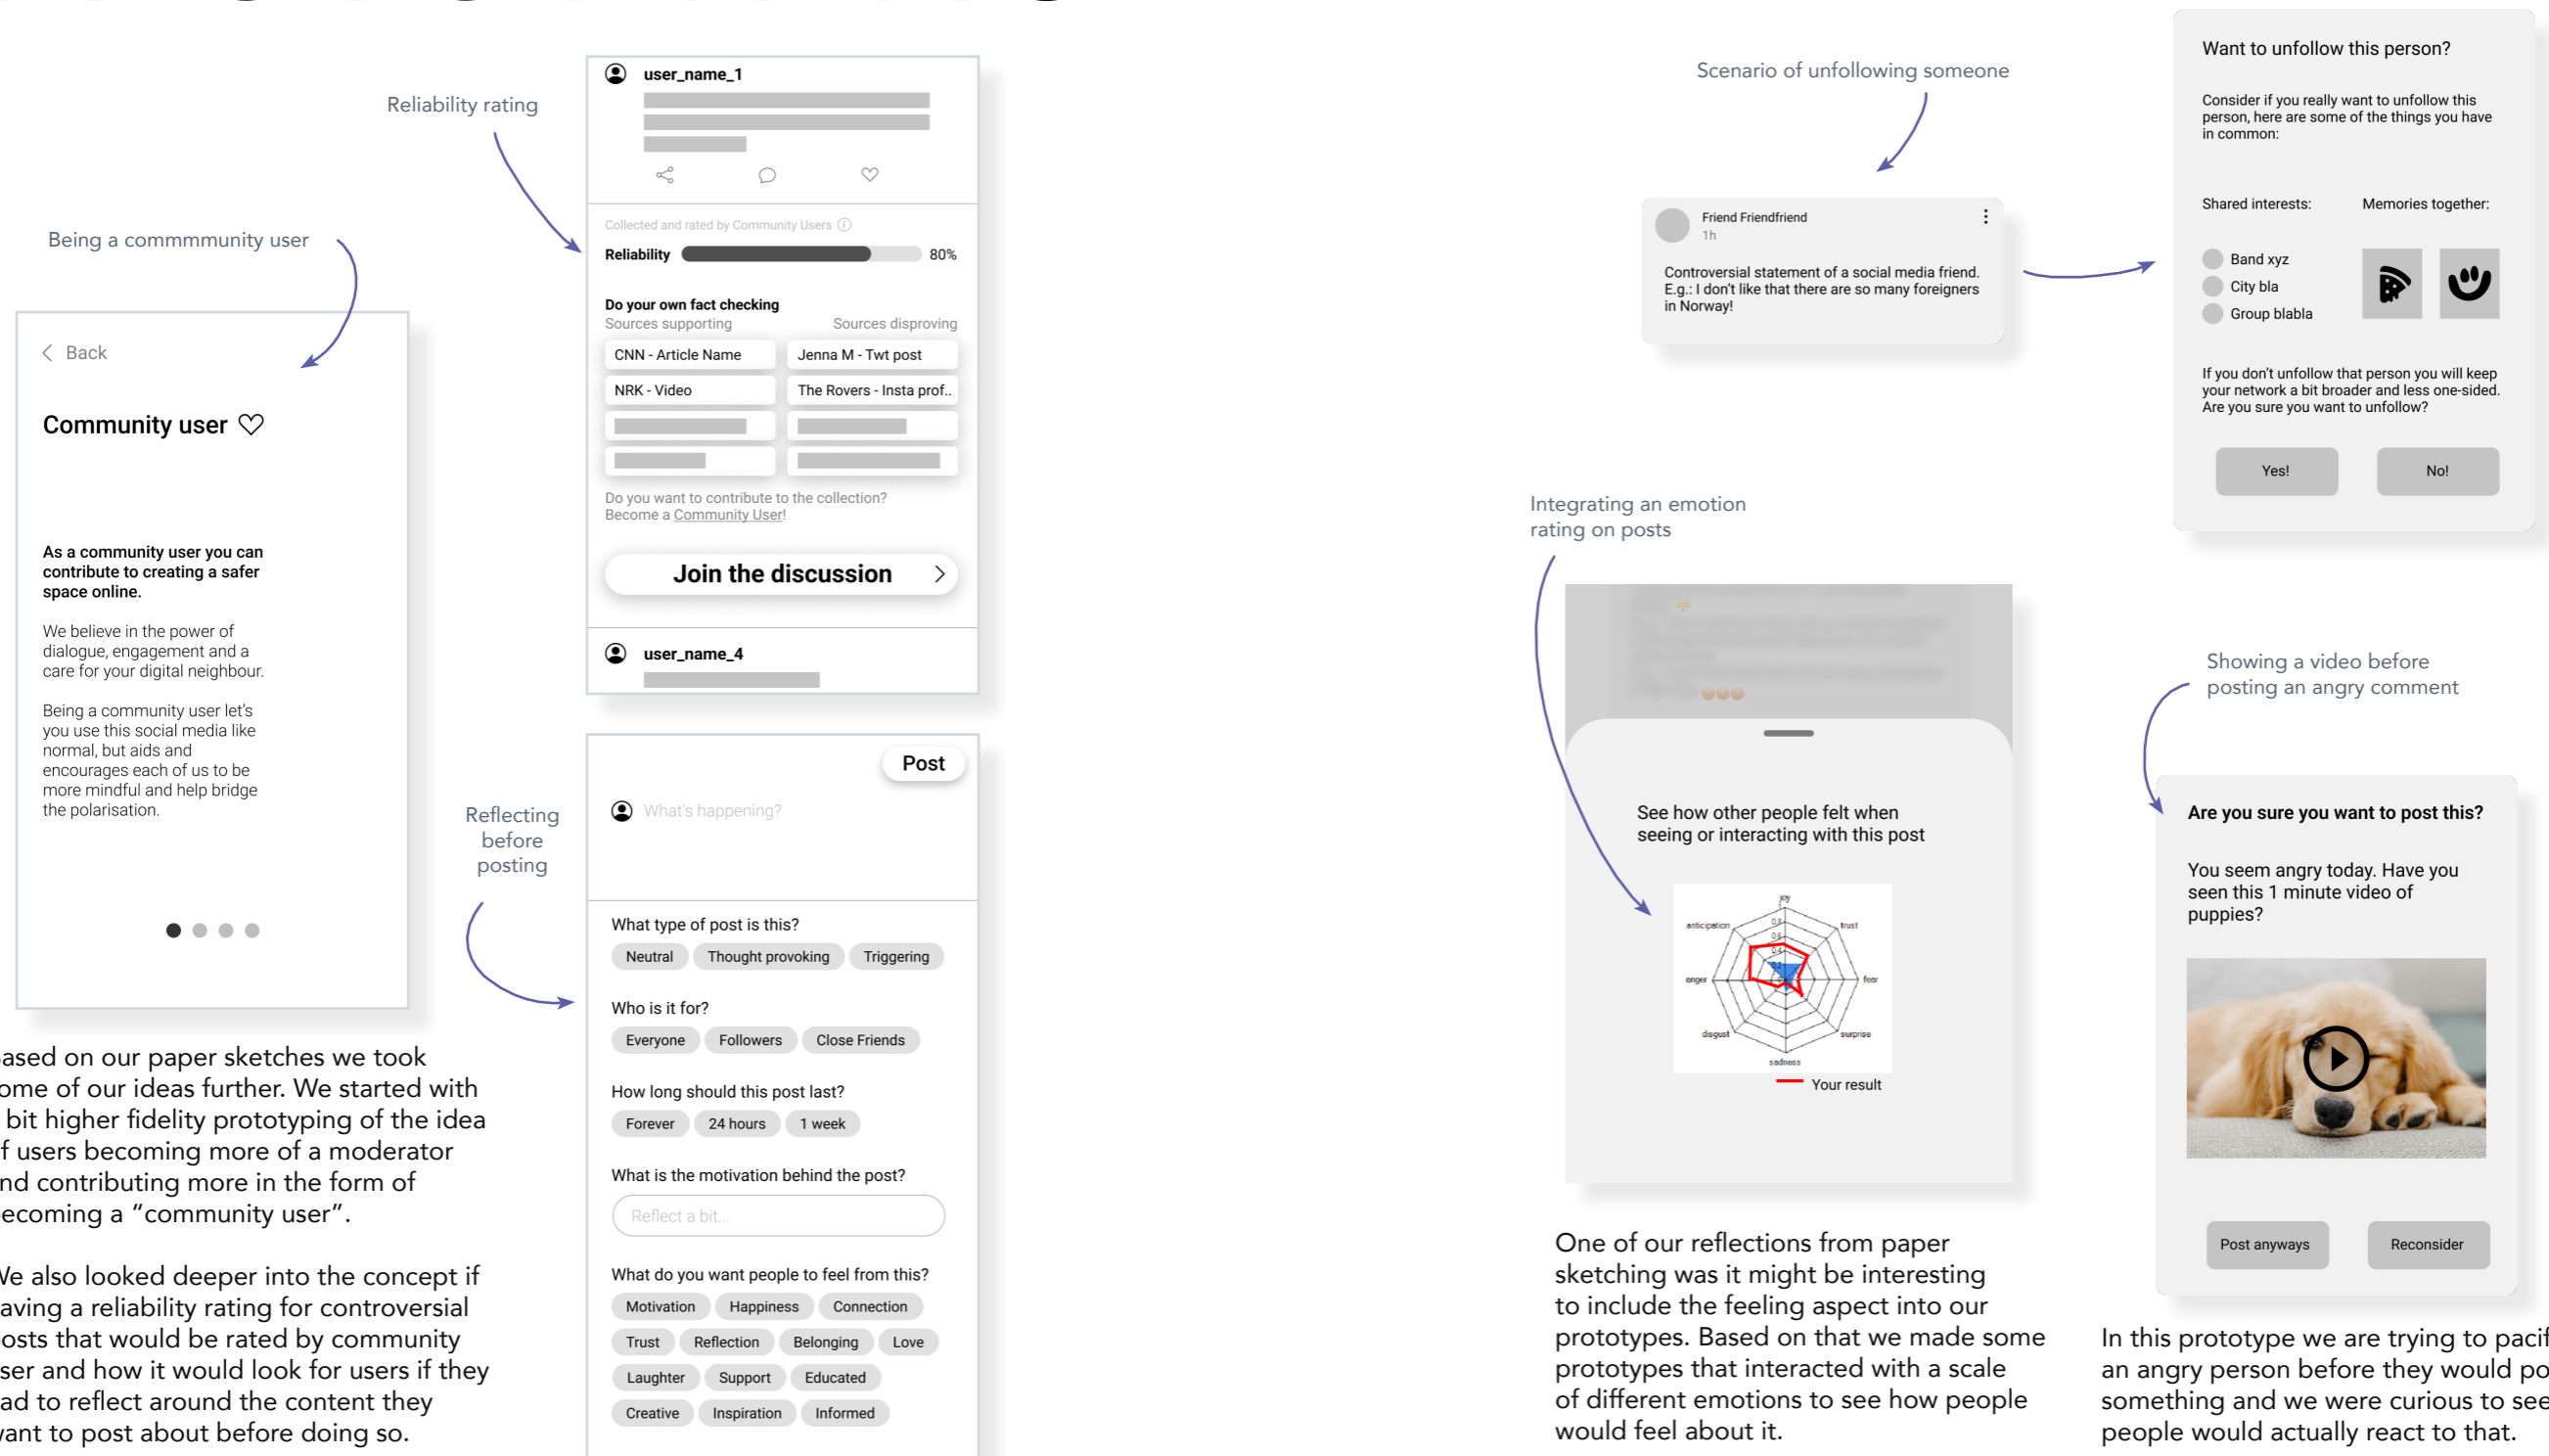 Being a commmmunity user
Back
Community user
As a community user you can
contribute to creating a safer
space online.
We believe in the power of
dialogue, engagement and a
care for your digital neighbour.
Being a community user let's
you use this social media like
normal, but aids and
encourages each of us to be
more mindful and help bridge
the polarisation.
on our paper sketches we took
of our ideas further. We started with
bit higher fidelity prototyping of the idea
users becoming more of a moderator
contributing more in the form of
a “community user”.
also looked deeper into the concept if
a reliability rating for controversial
that would be rated by community
and how it would look for users if they
to reflect around the content they
to post about before doing so.
Reliability rating
user_name_1
Collected and rated by Community Users
Reliability 80%
Do your own fact checking
Sources supporting Sources disproving
CNN - Article Name Jenna M - Twt post
NRK - Video The Rovers - Insta prof..
Do you want to contribute to the collection?
Become a Community User!
Join the discussion
user_name_4
Reflecting
before
posting
Post
What's happening?
What type of post is this?
Neutral Thought provoking Triggering
Who is it for?
Everyone Followers Close Friends
How long should this post last?
Forever 24 hours 1 week
What is the motivation behind the post?
Reflect a bit...
What do you want people to feel from this?
Motivation Happiness Connection
Trust Reflection Belonging Love
Laughter Support Educated
Creative Inspiration Informed
Scenario of unfollowing someone
Friend Friendfriend
1h
Controversial statement of a social media friend.
E.g.: I don't like that there are so many foreigners
in Norway!
Want to unfollow this person?
Consider if you really want to unfollow this
person, here are some of the things you have
in common:
Shared interests: Memories together:
Band xyz
City bla
Group blabla
If you don't unfollow that person you will keep
your network a bit broader and less one-sided.
Are you sure you want to unfollow?
Yes! No!
Integrating an emotion
rating on posts
See how other people felt when
seeing or interacting with this post
joy
anticipation trust
0,8
0,6
0,4
0,2
0
anger fear
disgust surprise
sadness
Your result
One of our reflections from paper
sketching was it might be interesting
to include the feeling aspect into our
prototypes. Based on that we made some
prototypes that interacted with a scale
of different emotions to see how people
would feel about it.
Showing a video before
posting an angry comment
Are you sure you want to post this?
You seem angry today. Have you
seen this 1 minute video of
puppies?
Post anyways Reconsider
In this prototype we are trying to
an angry person before they would
something and we were curious to see
people would actually react to that.